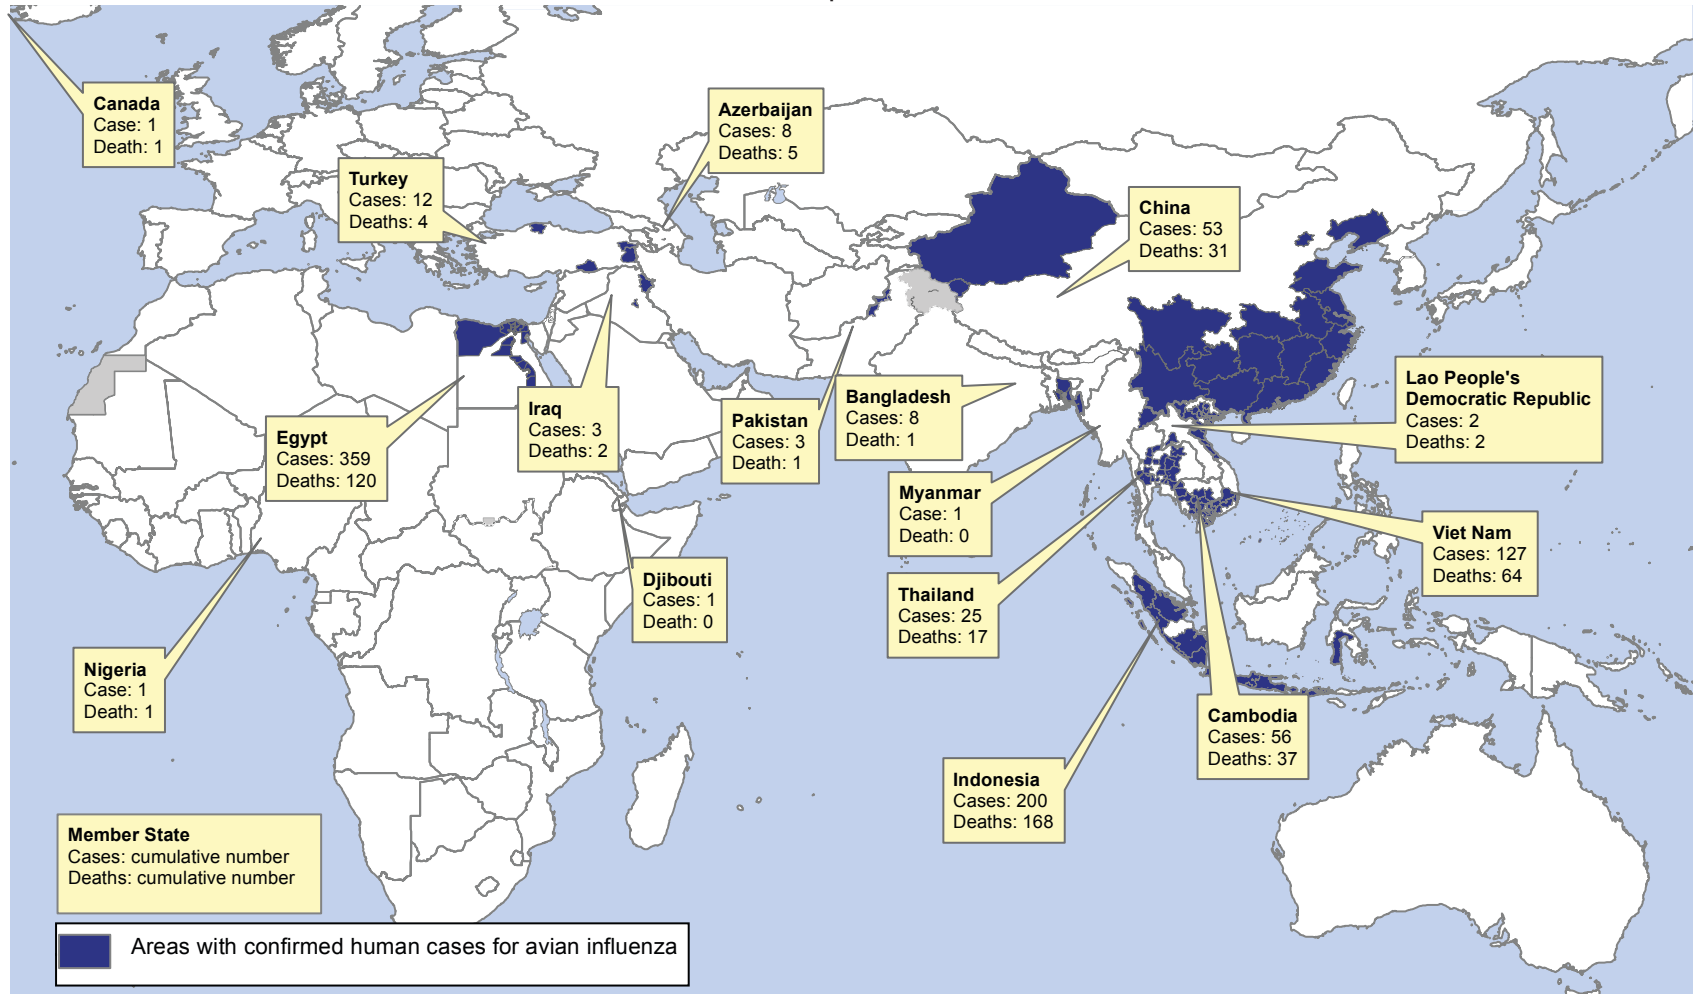 Canada
Case: 1
Death: 1
Azerbaijan
Cases: 8
Deaths: 5
Turkey
Cases: 12
Deaths: 4
China
Cases: 53
Deaths: 31
Lao People's
Democratic Republic
Cases: 2
Deaths: 2
Bangladesh
Cases: 8
Death: 1
Iraq
Cases: 3
Deaths: 2
Pakistan
Cases: 3
Death: 1
Egypt
Cases: 359
Deaths: 120
Myanmar
Case: 1
Death: 0
Viet Nam
Cases: 127
Deaths: 64
Djibouti
Cases: 1
Death: 0
Thailand
Cases: 25
Deaths: 17
Nigeria
Case: 1
Death: 1
Cambodia
Cases: 56
Deaths: 37
Indonesia
Cases: 200
Deaths: 168
Member State
Cases: cumulative number
Deaths: cumulative number
Areas with confirmed human cases for avian influenza